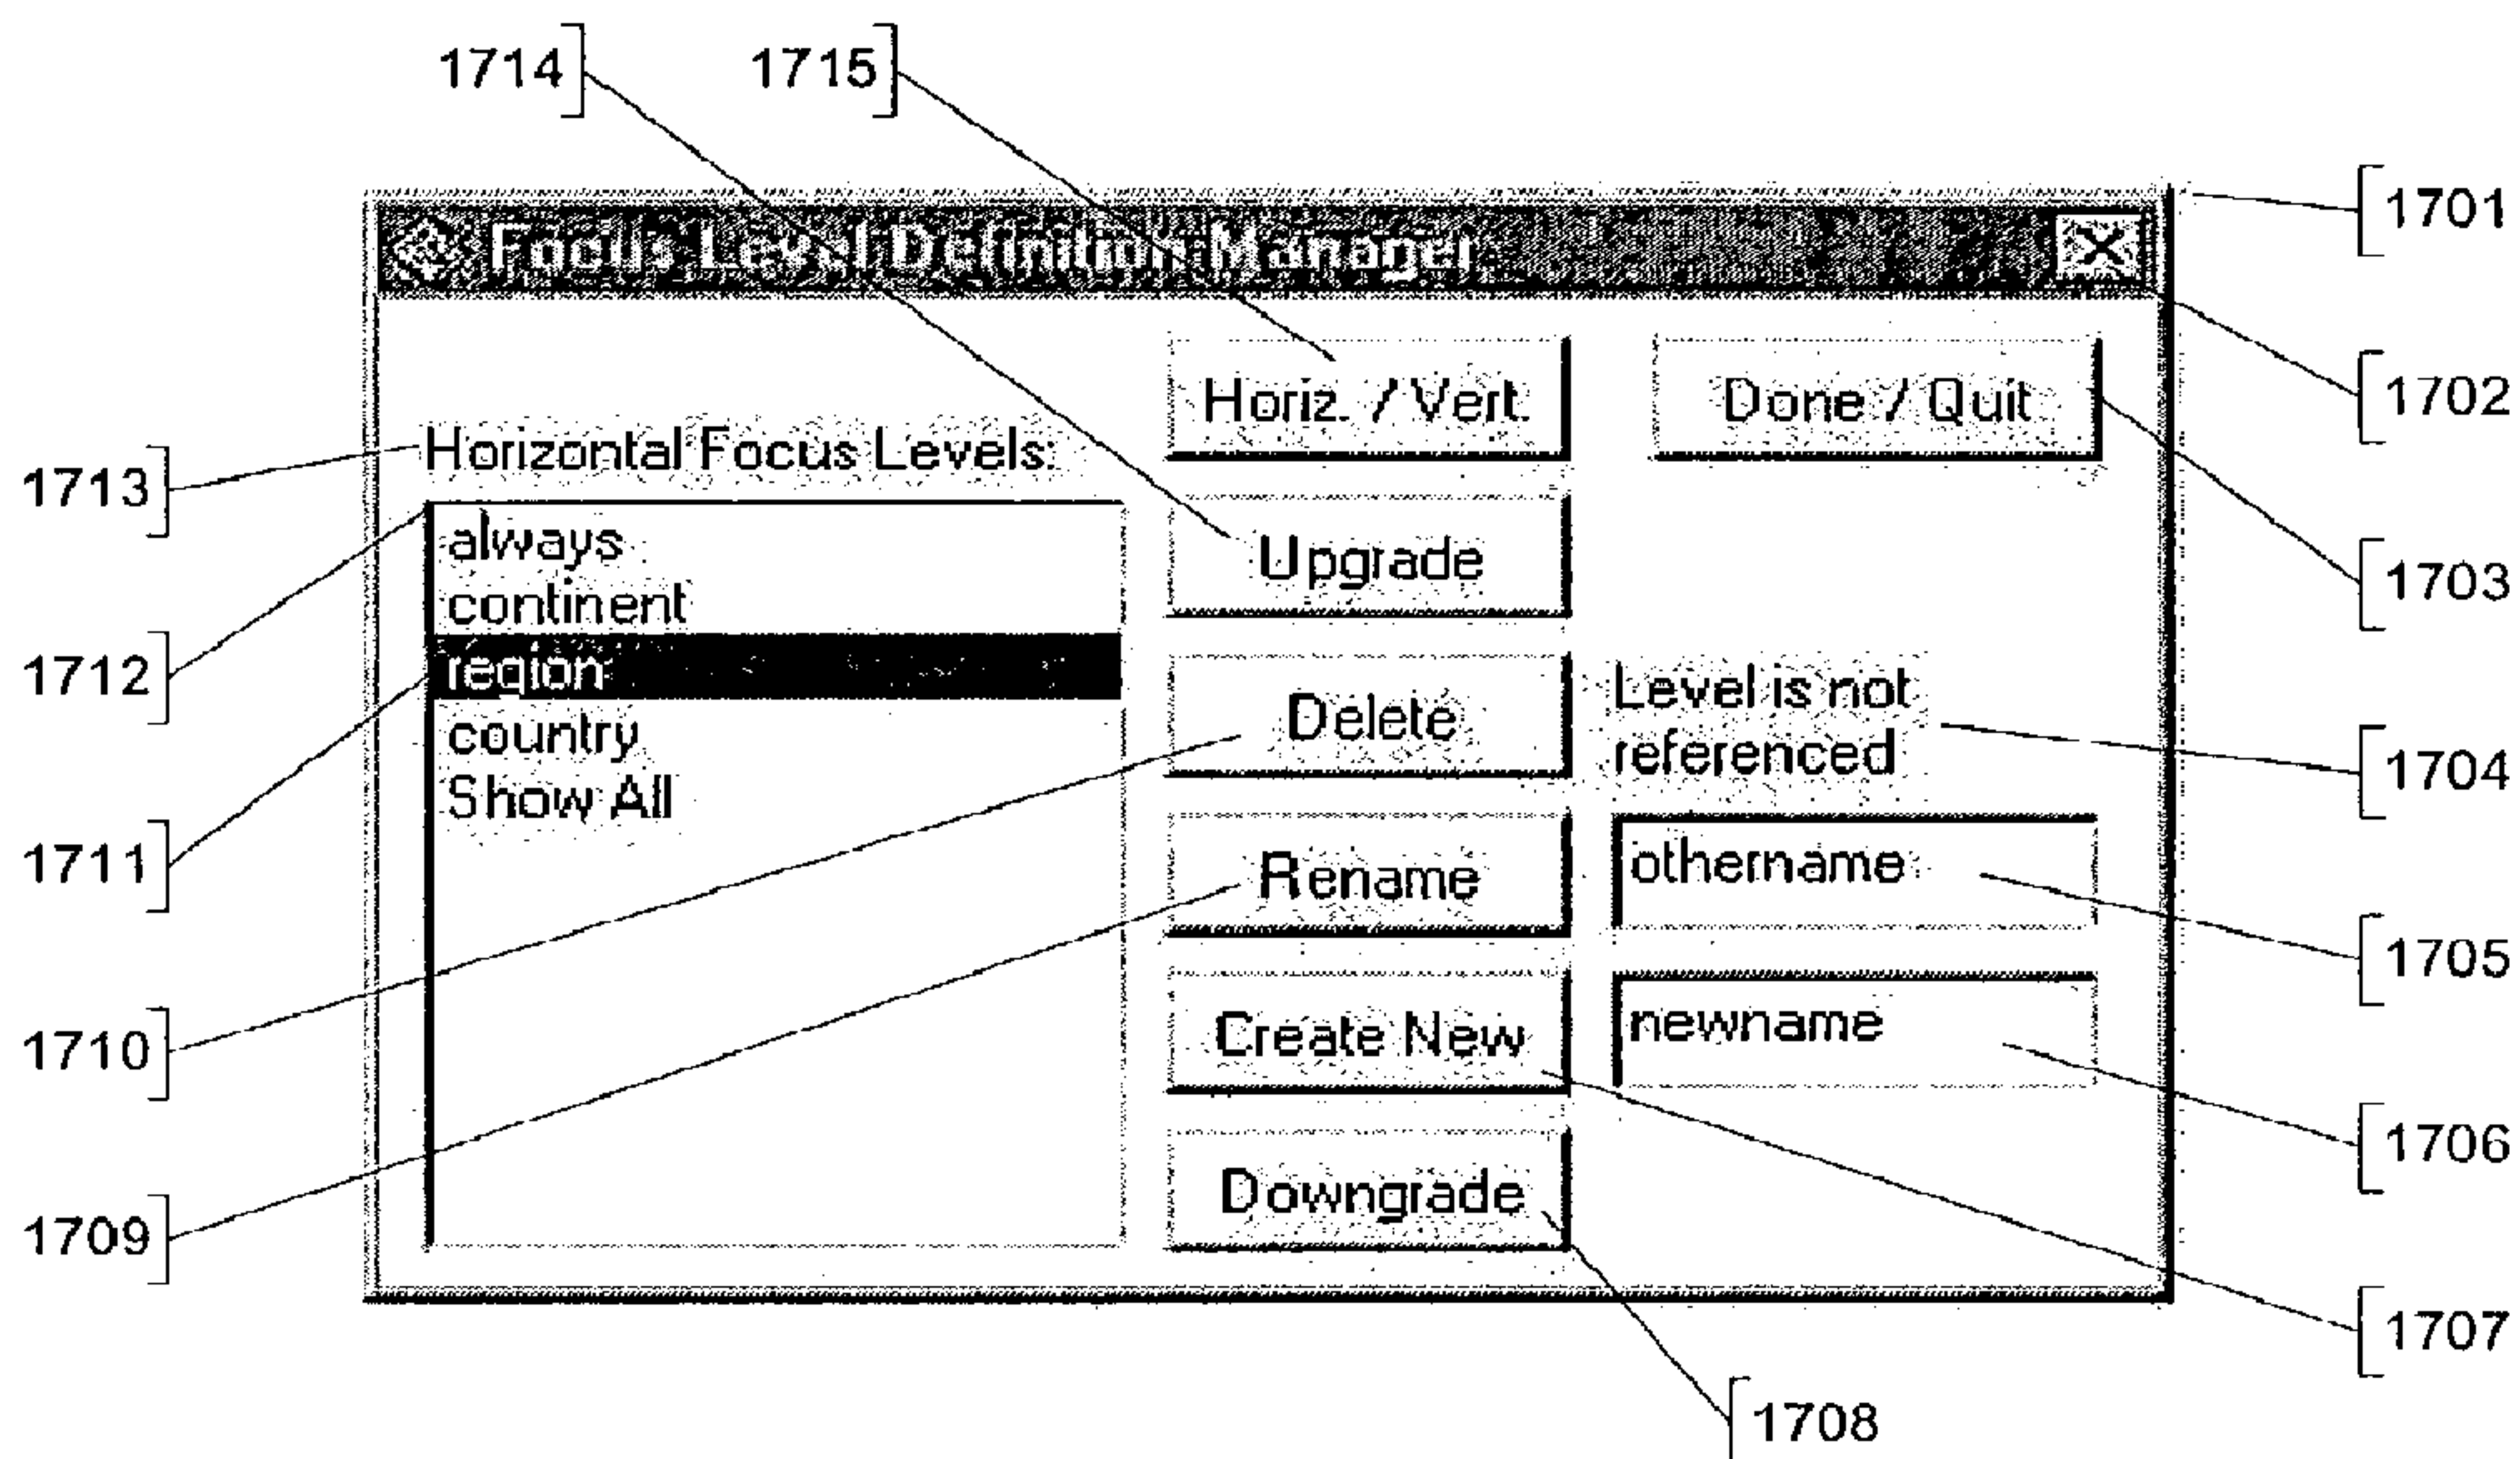 1714
1715
1701
Focus Level Definition Manager
1702
Horiz. / Vert.
Done / Quit
1713
Horizontal Focus Levels:
Upgrade
1703
always
continent
region
country
Show All
1712
Delete
Level is not
referenced
1704
1711
Rename
othername
1705
1710
Create New
newname
1706
1709
Downgrade
1707
1708